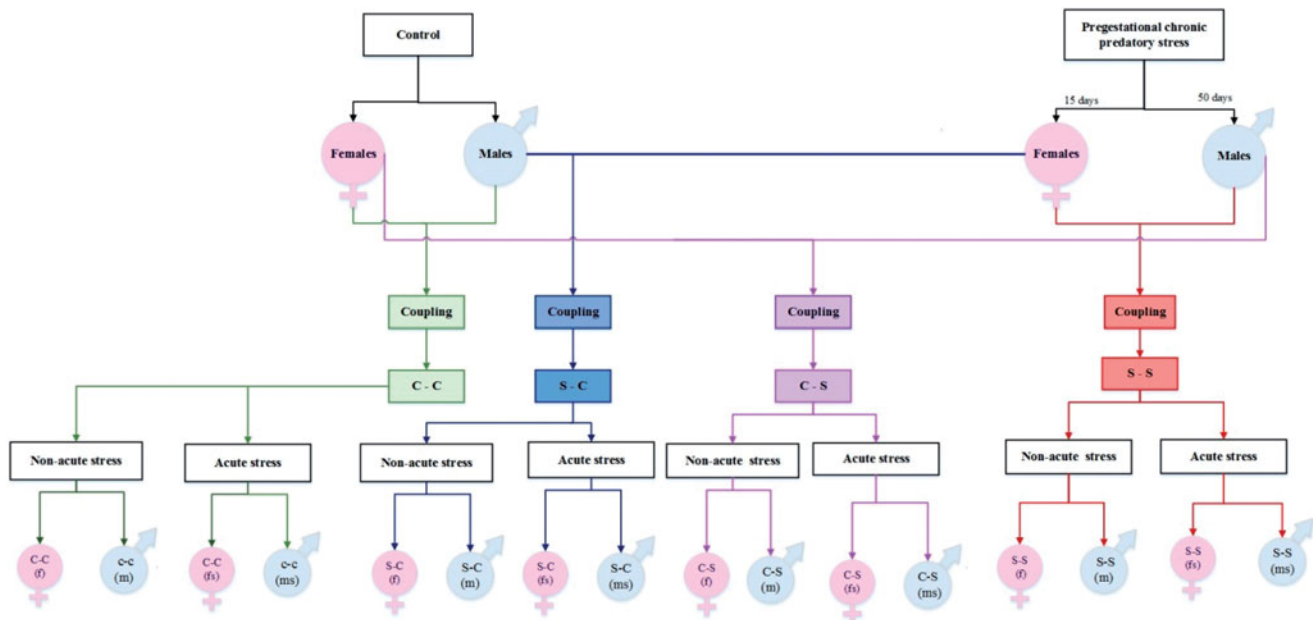 Control
Pregestational chronic
predatory stress
15 days
50 days
Females
Males
Females
Males
Coupling
Coupling
Coupling
Coupling
C - C
S - C
C - S
S - S
Non-acute stress
Acute stress
Non-acute stress
Acute stress
Non-acute stress
Acute stress
Non-acute stress
Acute stress
C-C
(f)
c-c
(m)
C-C
(fs)
c-c
(ms)
S-C
(f)
S-C
(m)
S-C
(fs)
S-C
(ms)
C-S
(f)
C-S
(m)
C-S
(fs)
C-S
(ms)
S-S
(f)
S-S
(m)
S-S
(fs)
S-S
(ms)